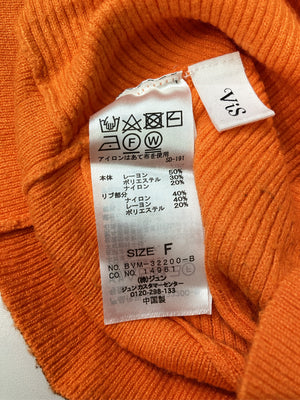 ViS
アイロンはあて布を使用
SD-191
本体 レーヨン 50%
ポリエステル 30%
ナイロン 20%
リブ部分
ナイロン 40%
レーヨン 40%
ポリエステル 20%
SIZE F
NO. BVM-32200-B
CO. 14961
(株)ジュン
ジュン カスタマーセンター
0120-298-133
中国製